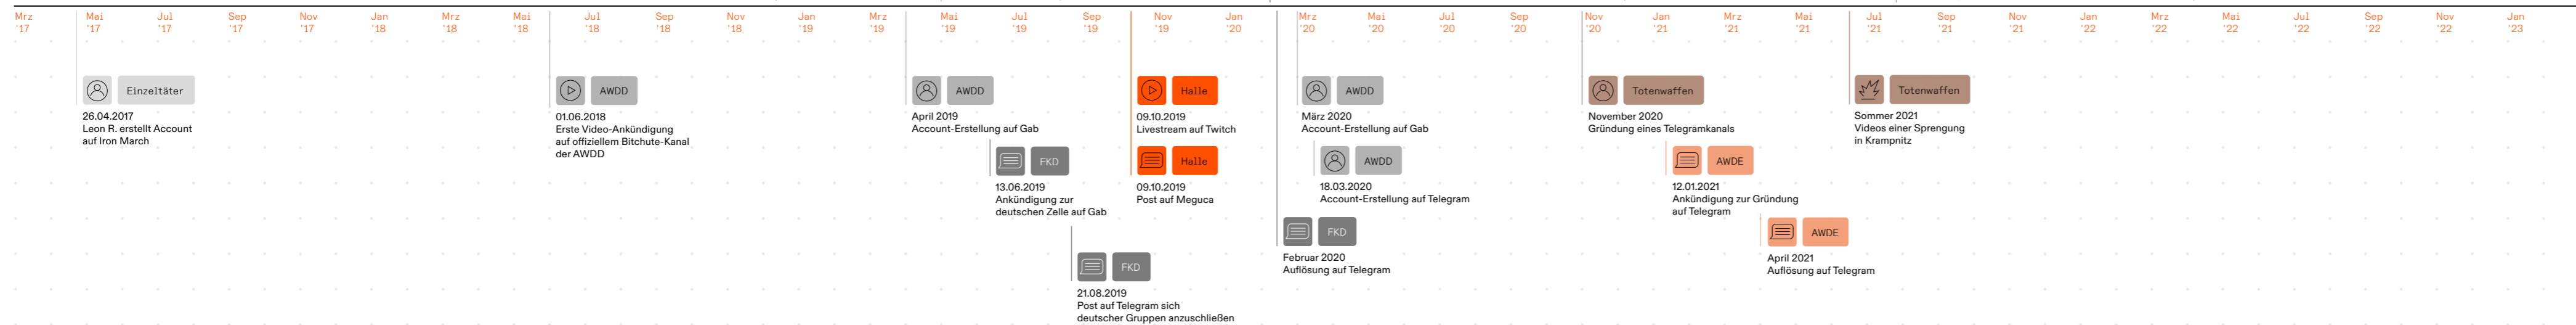 Mrz Mai Jul Sep Nov Jan Mrz Mai Jul Sep Nov Jan Mrz Mai Jul Sep Nov Jan Mrz Mai Jul Sep Nov Jan Mrz Mai Jul Sep Nov Jan Mrz Mai Jul Sep Nov Jan
'17 '17 '17 '17 '17 '18 '18 '18 '18 '18 '18 '19 '19 '19 '19 '19 '19 '20 '20 '20 '20 '20 '20 '21 '21 '21 '21 '21 '21 '22 '22 '22 '22 '22 '22 '23
Einzeltäter
26.04.2017
Leon R. erstellt Account
auf Iron March
AWDD
01.06.2018
Erste Video-Ankündigung
auf offiziellem Bitchute-Kanal
der AWDD
AWDD
April 2019
Account-Erstellung auf Gab
FKD
13.06.2019
Ankündigung zur
deutschen Zelle auf Gab
FKD
21.08.2019
Post auf Telegram sich
deutscher Gruppen anzuschließen
Halle
09.10.2019
Livestream auf Twitch
Halle
09.10.2019
Post auf Meguca
AWDD
März 2020
Account-Erstellung auf Gab
AWDD
18.03.2020
Account-Erstellung auf Telegram
FKD
Februar 2020
Auflösung auf Telegram
Totenwaffen
November 2020
Gründung eines Telegramkanals
AWDE
12.01.2021
Ankündigung zur Gründung
auf Telegram
AWDE
April 2021
Auflösung auf Telegram
Totenwaffen
Sommer 2021
Videos einer Sprengung
in Krampnitz